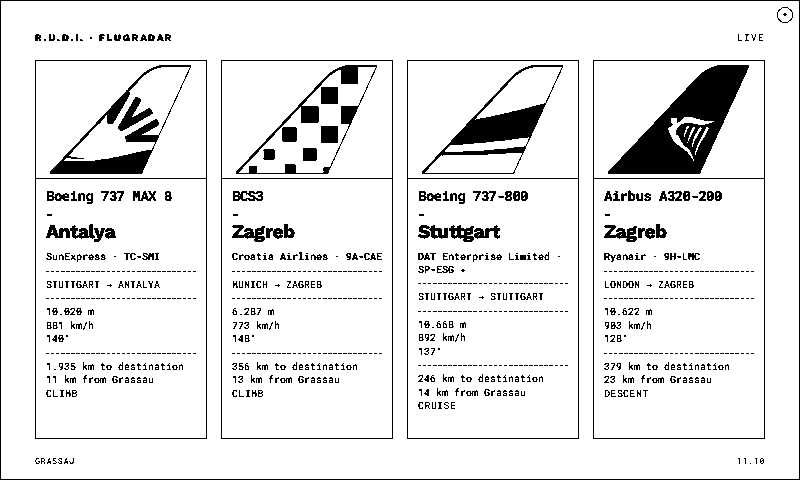 R.U.D.I. · FLUGRADAR
LIVE
Boeing 737 MAX 8
-
Antalya
SunExpress · TC-SMI
STUTTGART → ANTALYA
10.020 m
881 km/h
140°
1.935 km to destination
11 km from Grassau
CLIMB
BCS3
-
Zagreb
Croatia Airlines · 9A-CAE
MUNICH → ZAGREB
6.287 m
773 km/h
148°
356 km to destination
13 km from Grassau
CLIMB
Boeing 737-800
-
Stuttgart
DAT Enterprise Limited ·
SP-ESG ✦
STUTTGART → STUTTGART
10.668 m
892 km/h
137°
246 km to destination
14 km from Grassau
CRUISE
Airbus A320-200
-
Zagreb
Ryanair · 9H-LMC
LONDON → ZAGREB
10.622 m
903 km/h
128°
379 km to destination
23 km from Grassau
DESCENT
GRASSAU
11.10